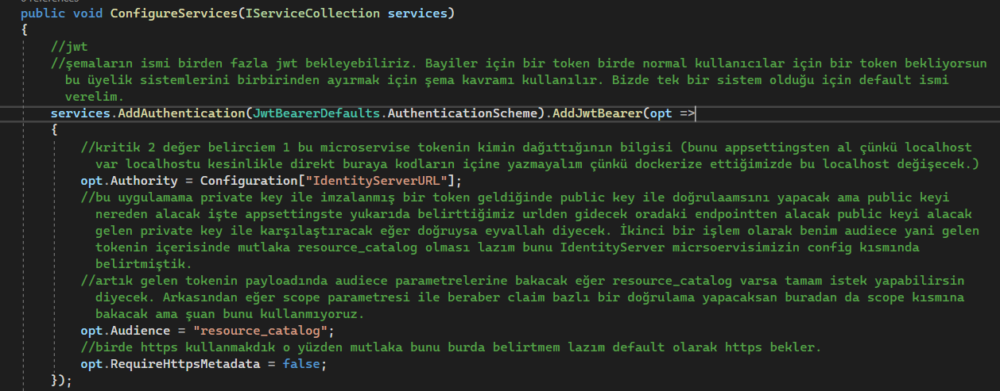 public void ConfigureServices(IServiceCollection services)
{
//jwt
//şemaların ismi birden fazla jwt bekleyebiliriz. Bayiler için bir token birde normal kullanıcılar için bir token bekliyorsun
bu üyelik sistemlerini birbirinden ayırmak için şema kavramı kullanılır. Bizde tek bir sistem olduğu için default ismi
verelim.
services.AddAuthentication(JwtBearerDefaults.AuthenticationScheme).AddJwtBearer(opt =>
{
//kritik 2 değer belirciem 1 bu microservise tokenin kimin dağıttığının bilgisi (bunu appsettingsten al çünkü localhost
var localhostu kesinlikle direkt buraya kodların içine yazmayalım çünkü dockerize ettiğimizde bu localhost değişecek.)
opt.Authority = Configuration["IdentityServerURL"];
//bu uygulamama private key ile imzalanmış bir token geldiğinde public key ile doğrulaamsını yapacak ama public keyi
nereden alacak işte appsettingste yukarıda belirttiğimiz urlden gidecek oradaki endpointten alacak public keyi alacak
gelen private key ile karşılaştıracak eğer doğruysa eyvallah diyecek. İkinci bir işlem olarak benim audiece yani gelen
tokenin içerisinde mutlaka resource_catalog olması lazım bunu IdentityServer micrsoervisimizin config kısmında
belirtmiştik.
//artık gelen tokenin payloadında audiece parametrelerine bakacak eğer resource_catalog varsa tamam istek yapabilirsin
diyecek. Arkasından eğer scope parametresi ile beraber claim bazlı bir doğrulama yapacaksan buradan da scope kısmına
bakacak ama şuan bunu kullanmıyoruz.
opt.Audience = "resource_catalog";
//birde https kullanmakdık o yüzden mutlaka bunu burda belirtmem lazım default olarak https bekler.
opt.RequireHttpsMetadata = false;
});